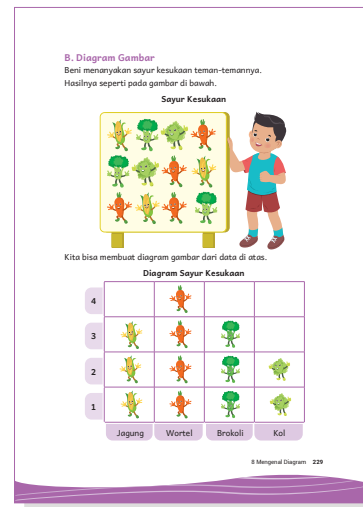 B. Diagram Gambar
Beni menanyakan sayur kesukaan teman-temannya.
Hasilnya seperti pada gambar di bawah.
Sayur Kesukaan
Kita bisa membuat diagram gambar dari data di atas.
Diagram Sayur Kesukaan
4
3
2
1
Jagung Wortel Brokoli Kol
8 Mengenal Diagram 229